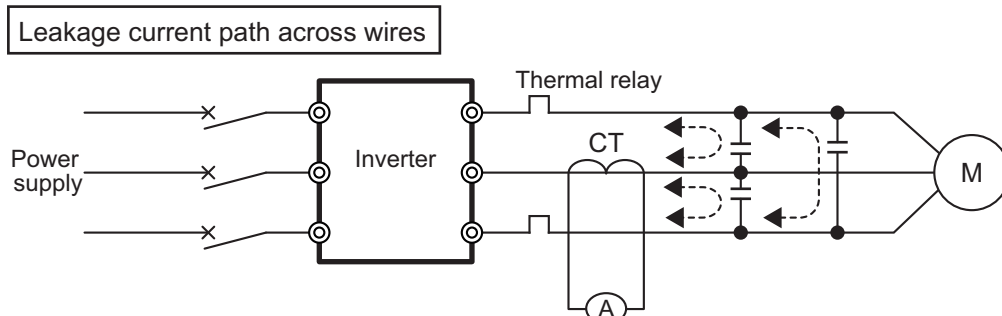 Leakage current path across wires
Thermal relay
Power
supply
Inverter
CT
M
A